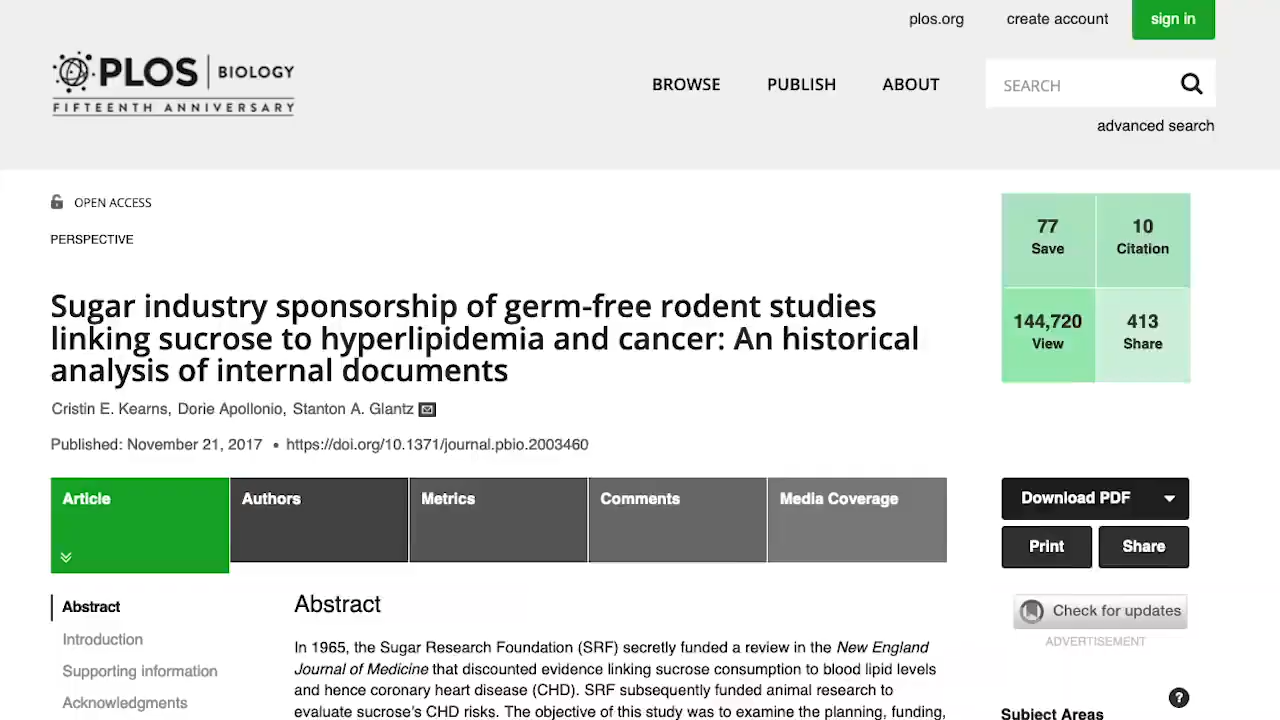 plos.org create account sign in
PLOS BIOLOGY
FIFTEENTH ANNIVERSARY
BROWSE PUBLISH ABOUT SEARCH
advanced search
OPEN ACCESS
PERSPECTIVE
77 Save
10 Citation
144,720 View
413 Share
Sugar industry sponsorship of germ-free rodent studies
linking sucrose to hyperlipidemia and cancer: An historical
analysis of internal documents
Cristin E. Kearns, Dorie Apollonio, Stanton A. Glantz
Published: November 21, 2017 • https://doi.org/10.1371/journal.pbio.2003460
Article Authors Metrics Comments Media Coverage
Download PDF
Print Share
Check for updates
ADVERTISEMENT
Subject Areas ?
Abstract
Introduction
Supporting information
Acknowledgments
Abstract
In 1965, the Sugar Research Foundation (SRF) secretly funded a review in the New England
Journal of Medicine that discounted evidence linking sucrose consumption to blood lipid levels
and hence coronary heart disease (CHD). SRF subsequently funded animal research to
evaluate sucrose's CHD risks. The objective of this study was to examine the planning, funding,